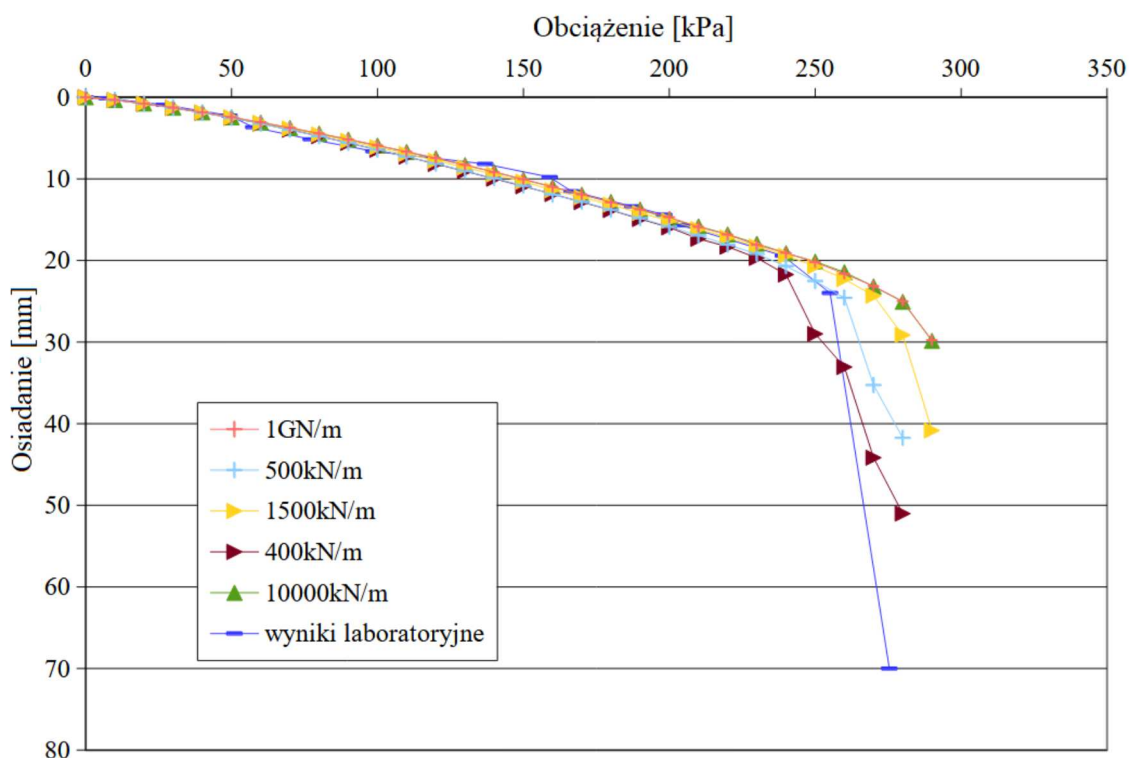 Obciążenie [kPa]
0 50 100 150 200 250 300 350
0
10
20
30
40
50
60
70
80
Osiadanie [mm]
1GN/m
500kN/m
1500kN/m
400kN/m
10000kN/m
wyniki laboratoryjne